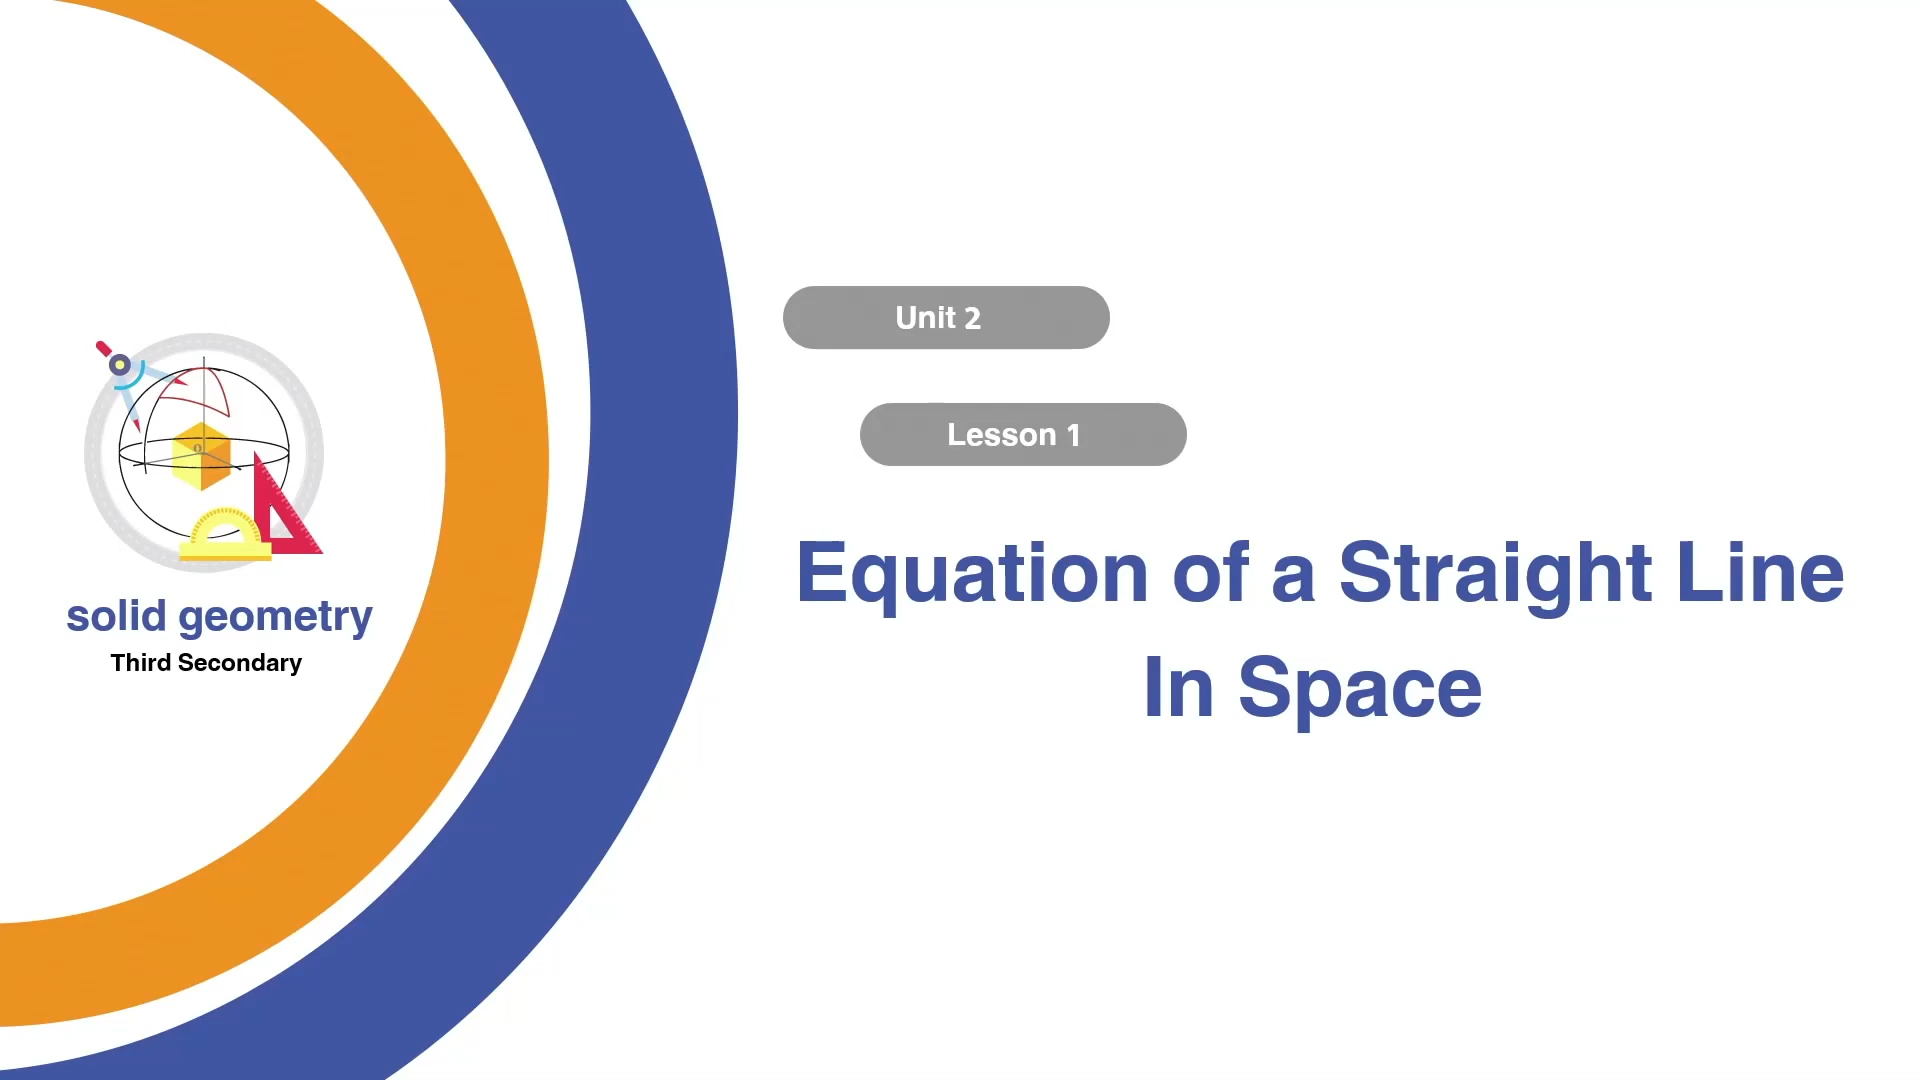 Unit 2
Lesson 1
Equation of a Straight Line
In Space
O
solid geometry
Third Secondary